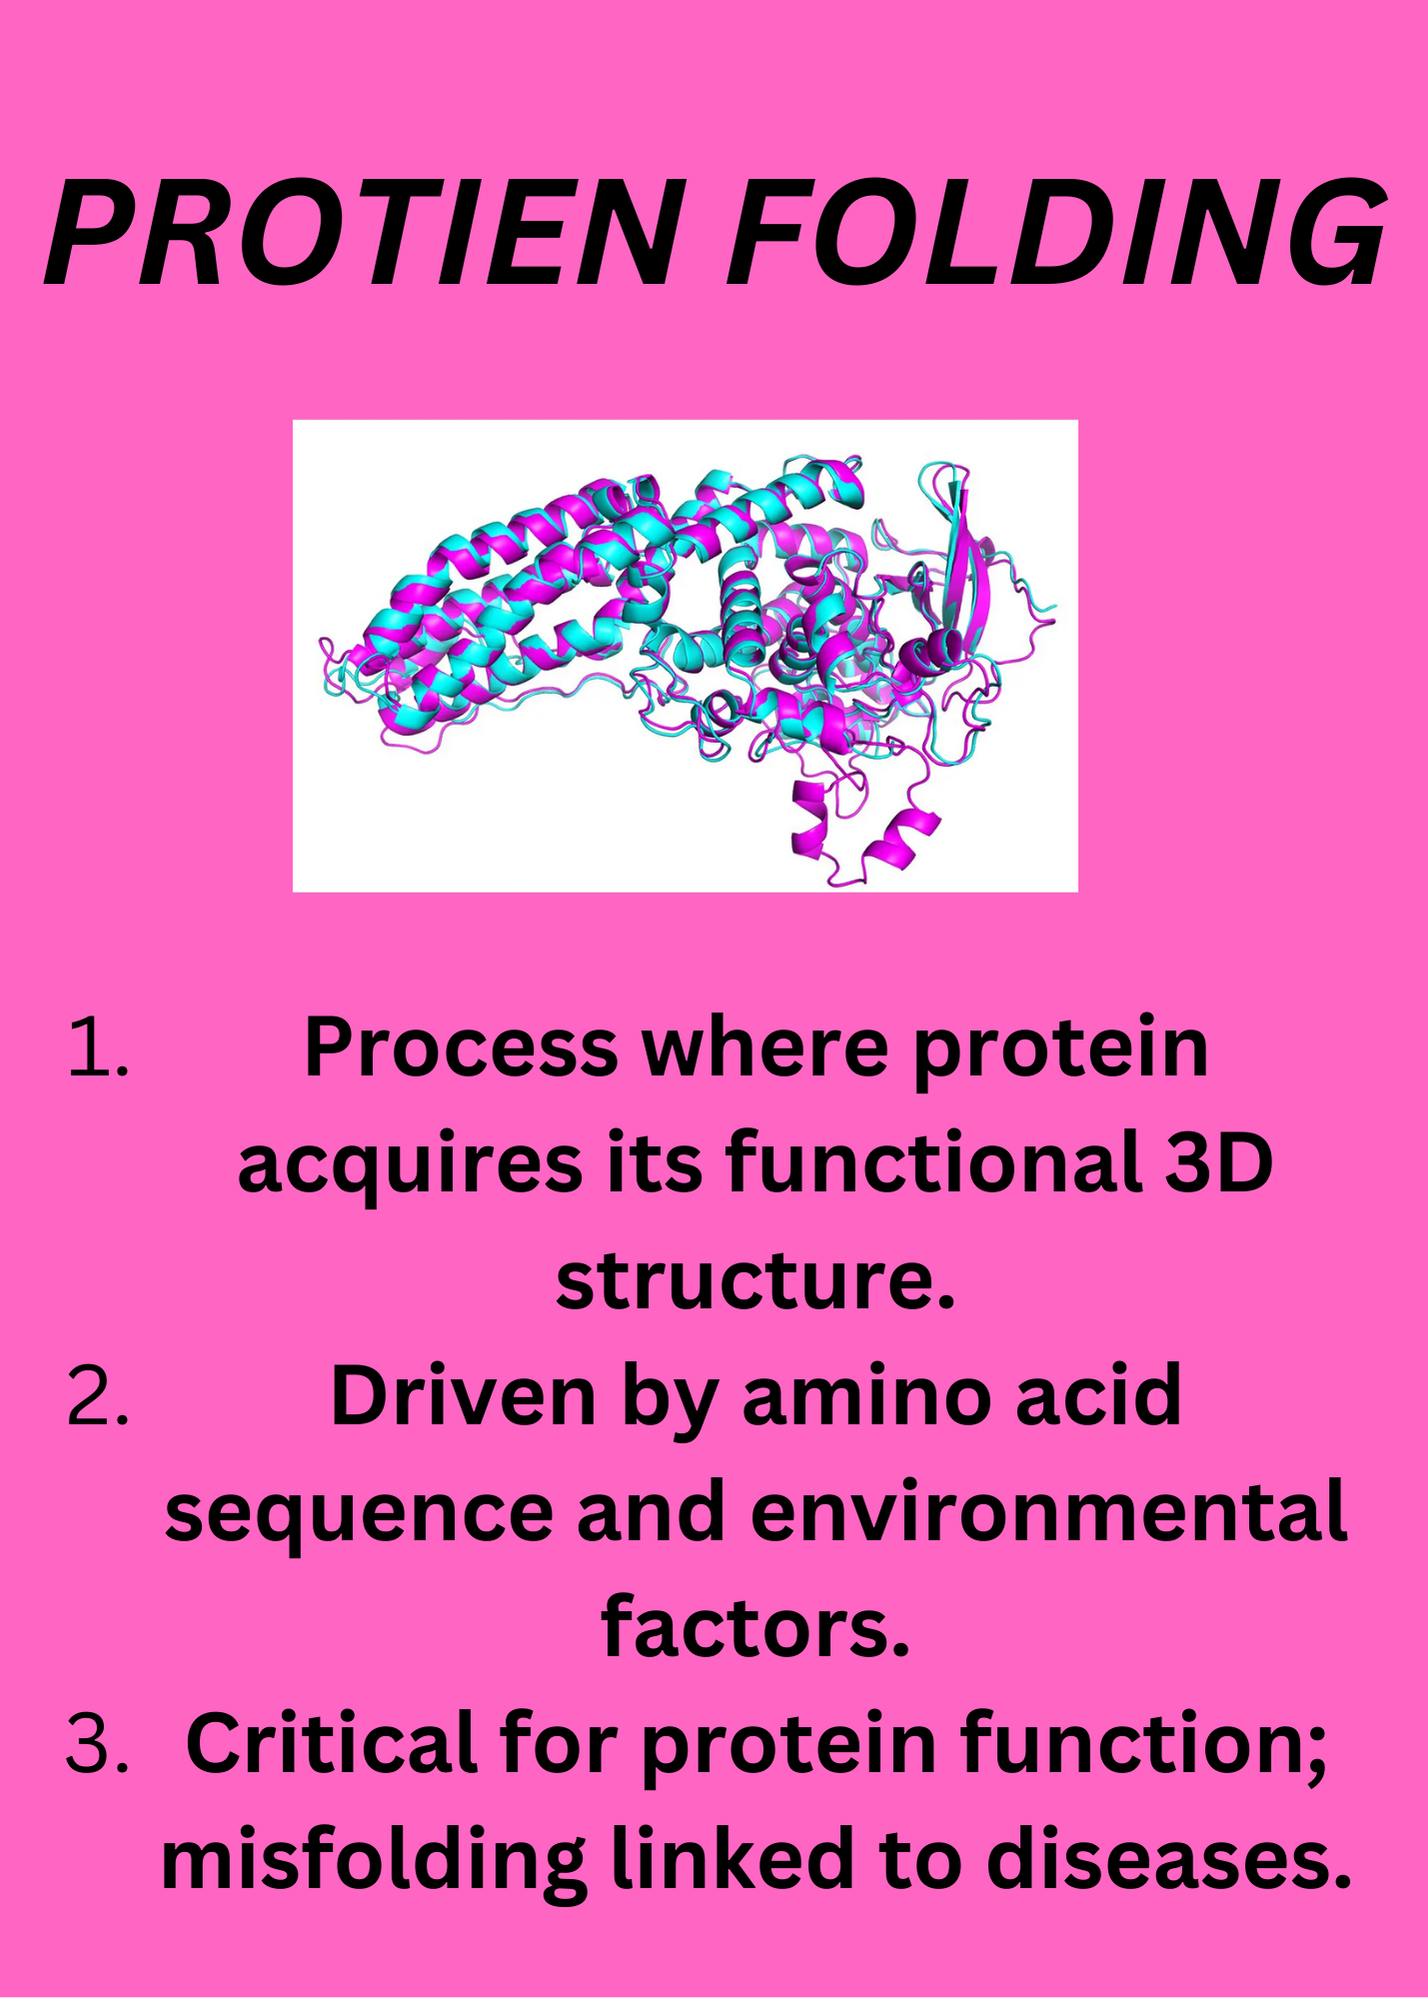 PROTIEN FOLDING
1. Process where protein
acquires its functional 3D
structure.
2. Driven by amino acid
sequence and environmental
factors.
3. Critical for protein function;
misfolding linked to diseases.